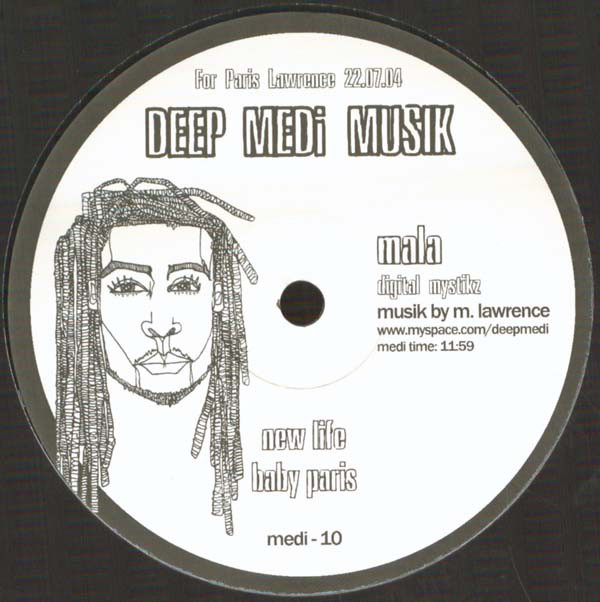 For Paris Lawrence 22.07.04
DEEP MEDi MUSIK
mala
digital mystikz
musik by m. lawrence
www.myspace.com/deepmedi
medi time: 11:59
new life
baby paris
medi - 10